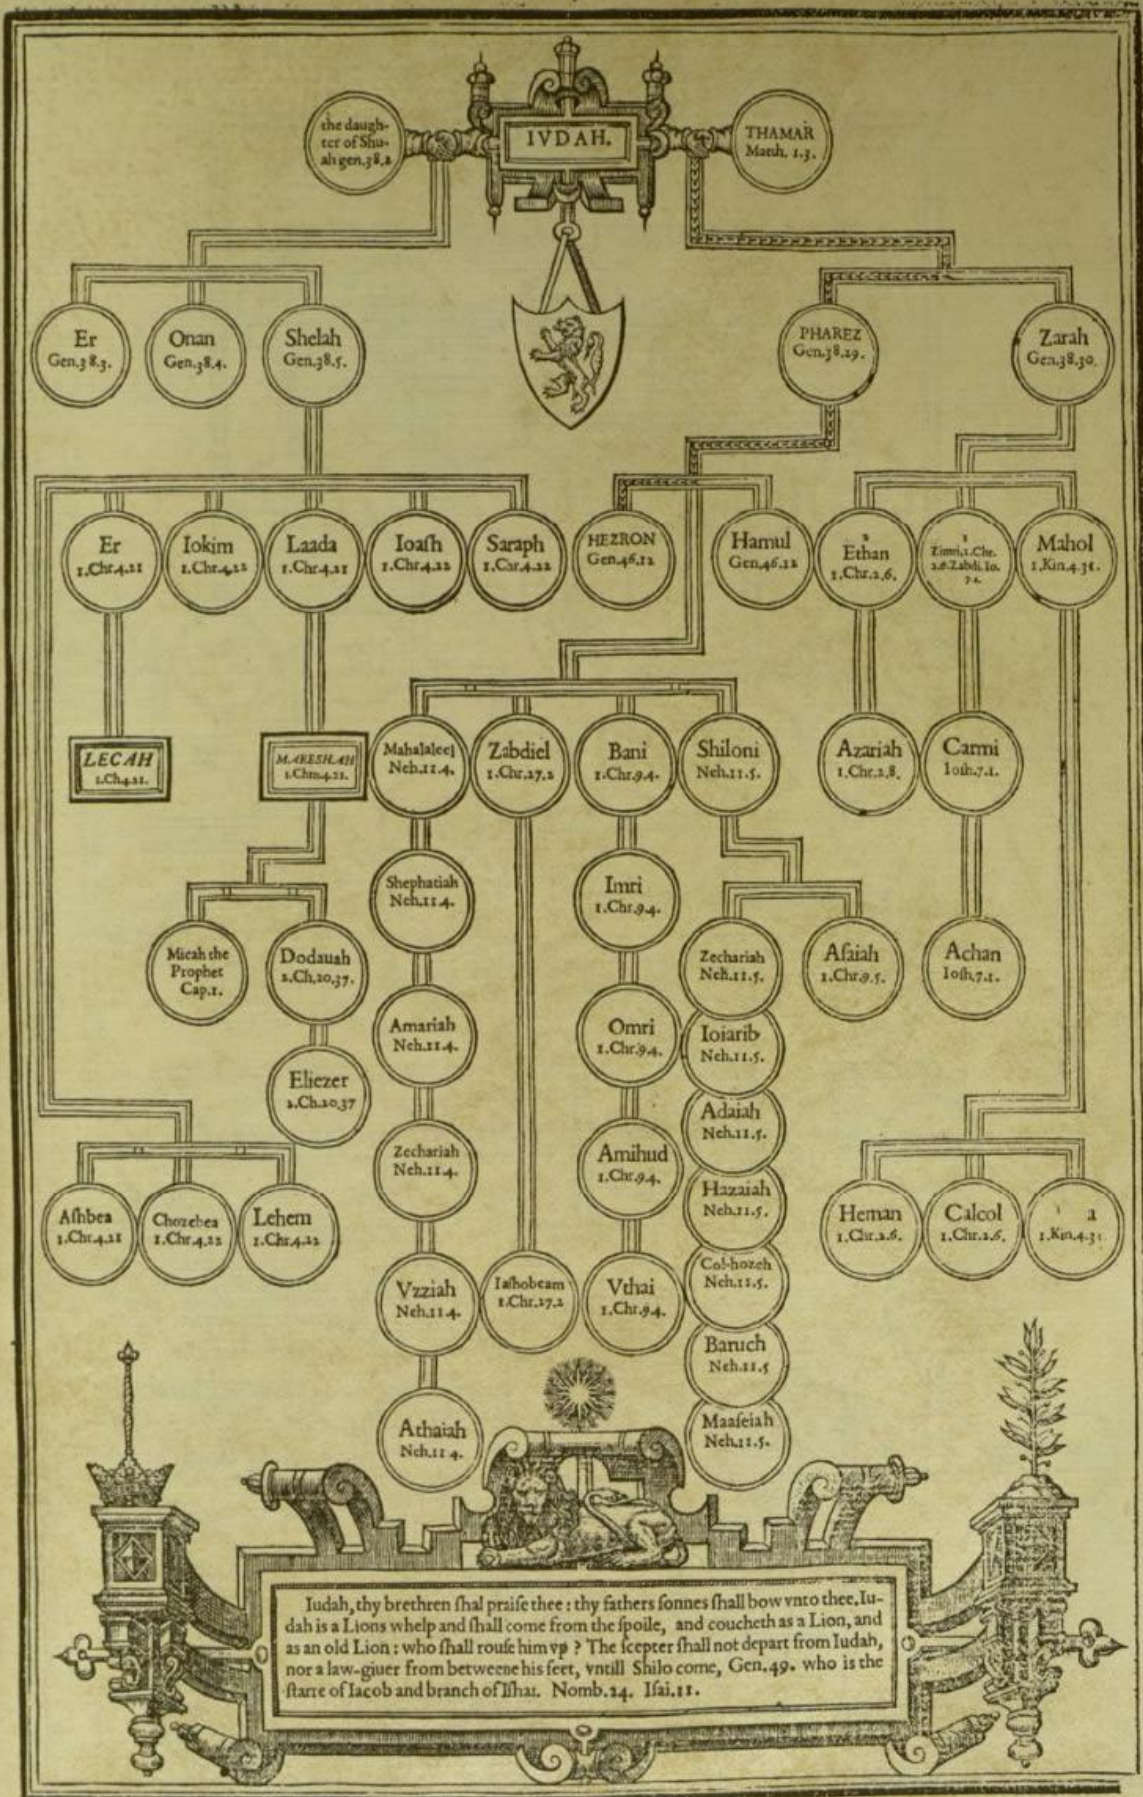 the daugh-
ter of Shu-
ah gen.38.2
IVDAH.
THAMAR
Matth. 1.3.
Er
Gen.38.3.
Onan
Gen.38.4.
Shelah
Gen.38.5.
PHAREZ
Gen.38.29.
Zarah
Gen.38.30.
Er
1.Chr.4.21
Iokim
1.Chr.4.22
Laada
1.Chr.4.21
Ioaſh
1.Chr.4.22
Saraph
1.Chr.4.22
HEZRON
Gen.46.12
Hamul
Gen.46.12
2
Ethan
1.Chr.2.6.
1
Zimri,1.Chr.
2.6.Zabdi.Io.
7.1.
Mahol
1.Kin.4.31.
LECAH
1.Ch.4.21.
MARESHAH
1.Chro.4.21.
Mahalaleel
Neh.11.4.
Zabdiel
1.Chr.27.2
Bani
1.Chr.9.4.
Shiloni
Neh.11.5.
Azariah
1.Chr.2.8.
Carmi
Ioſh.7.1.
Shephatiah
Neh.11.4.
Imri
1.Chr.9.4.
Micah the
Prophet
Cap.1.
Dodauah
2.Ch.20.37.
Zechariah
Neh.11.5.
Aſaiah
1.Chr.9.5.
Achan
Ioſh.7.1.
Amariah
Neh.11.4.
Omri
1.Chr.9.4.
Ioiarib
Neh.11.5.
Eliezer
2.Ch.20.37
Adaiah
Neh.11.5.
Zechariah
Neh.11.4.
Amihud
1.Chr.9.4.
Hazaiah
Neh.11.5.
Aſhbea
1.Chr.4.21
Chozebea
1.Chr.4.22
Lehem
1.Chr.4.22
Heman
1.Chr.2.6.
Calcol
1.Chr.2.6.
a
1.Kin.4.31
Vzziah
Neh.11.4.
Iaſhobeam
1.Chr.27.2
Vthai
1.Chr.9.4.
Col-hozeh
Neh.11.5.
Baruch
Neh.11.5
Athaiah
Neh.11 4.
Maaſeiah
Neh.11.5.
Iudah, thy brethren ſhal praiſe thee : thy fathers ſonnes ſhall bow vnto thee. Iu-
dah is a Lions whelp and ſhall come from the ſpoile, and coucheth as a Lion, and
as an old Lion : who ſhall rouſe him vp ? The ſcepter ſhall not depart from Iudah,
nor a law-giuer from betweene his feet, vntill Shilo come, Gen.49. who is the
ſtarre of Iacob and branch of Iſhai. Nomb.24. Iſai.11.